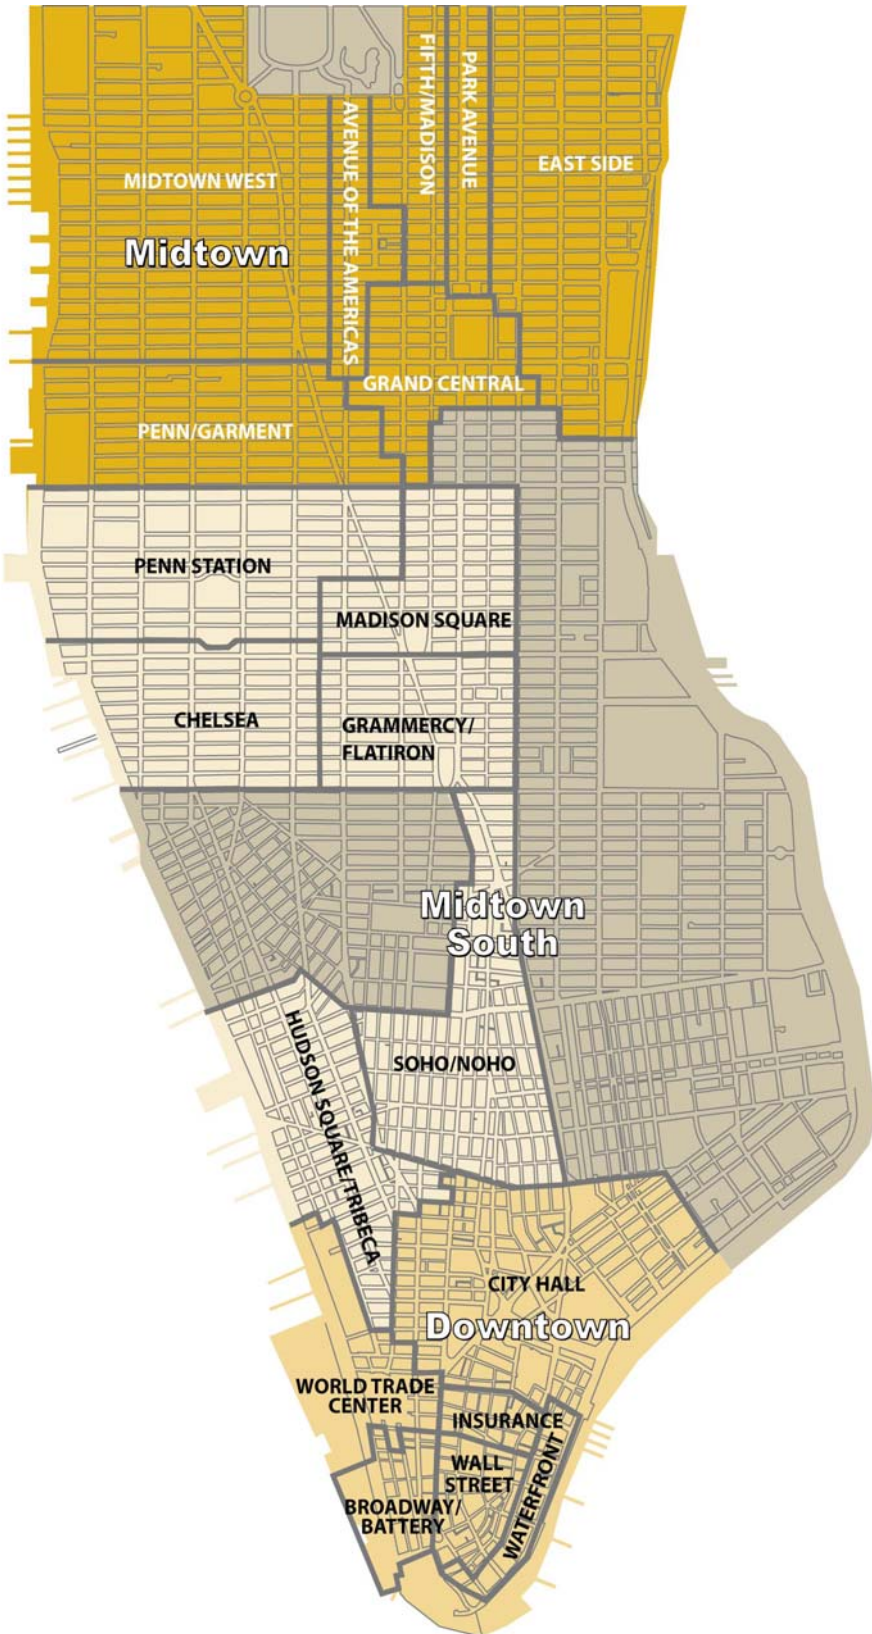 FIFTH/MADISON
PARK AVENUE
AVENUE OF THE AMERICAS
EAST SIDE
MIDTOWN WEST
Midtown
GRAND CENTRAL
PENN/GARMENT
PENN STATION
MADISON SQUARE
CHELSEA
GRAMMERCY/
FLATIRON
Midtown
South
HUDSON SQUARE/TRIBECA
SOHO/NOHO
CITY HALL
Downtown
WORLD TRADE
CENTER
INSURANCE
WALL
STREET
WATERFRONT
BROADWAY/
BATTERY